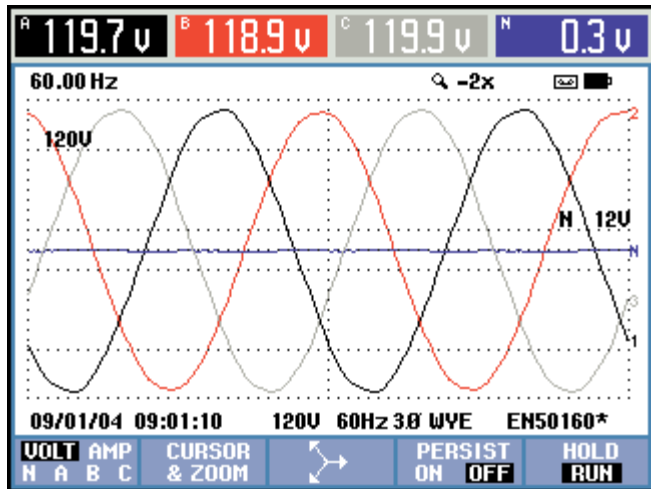 A 119.7 V B 118.9 V C 119.9 V N 0.3 V
60.00 Hz -2x
2
120V
N 12V
N
3
1
09/01/04 09:01:10 120V 60Hz 3Ø WYE EN50160*
VOLT AMP CURSOR PERSIST HOLD
N A B C & ZOOM ON OFF RUN